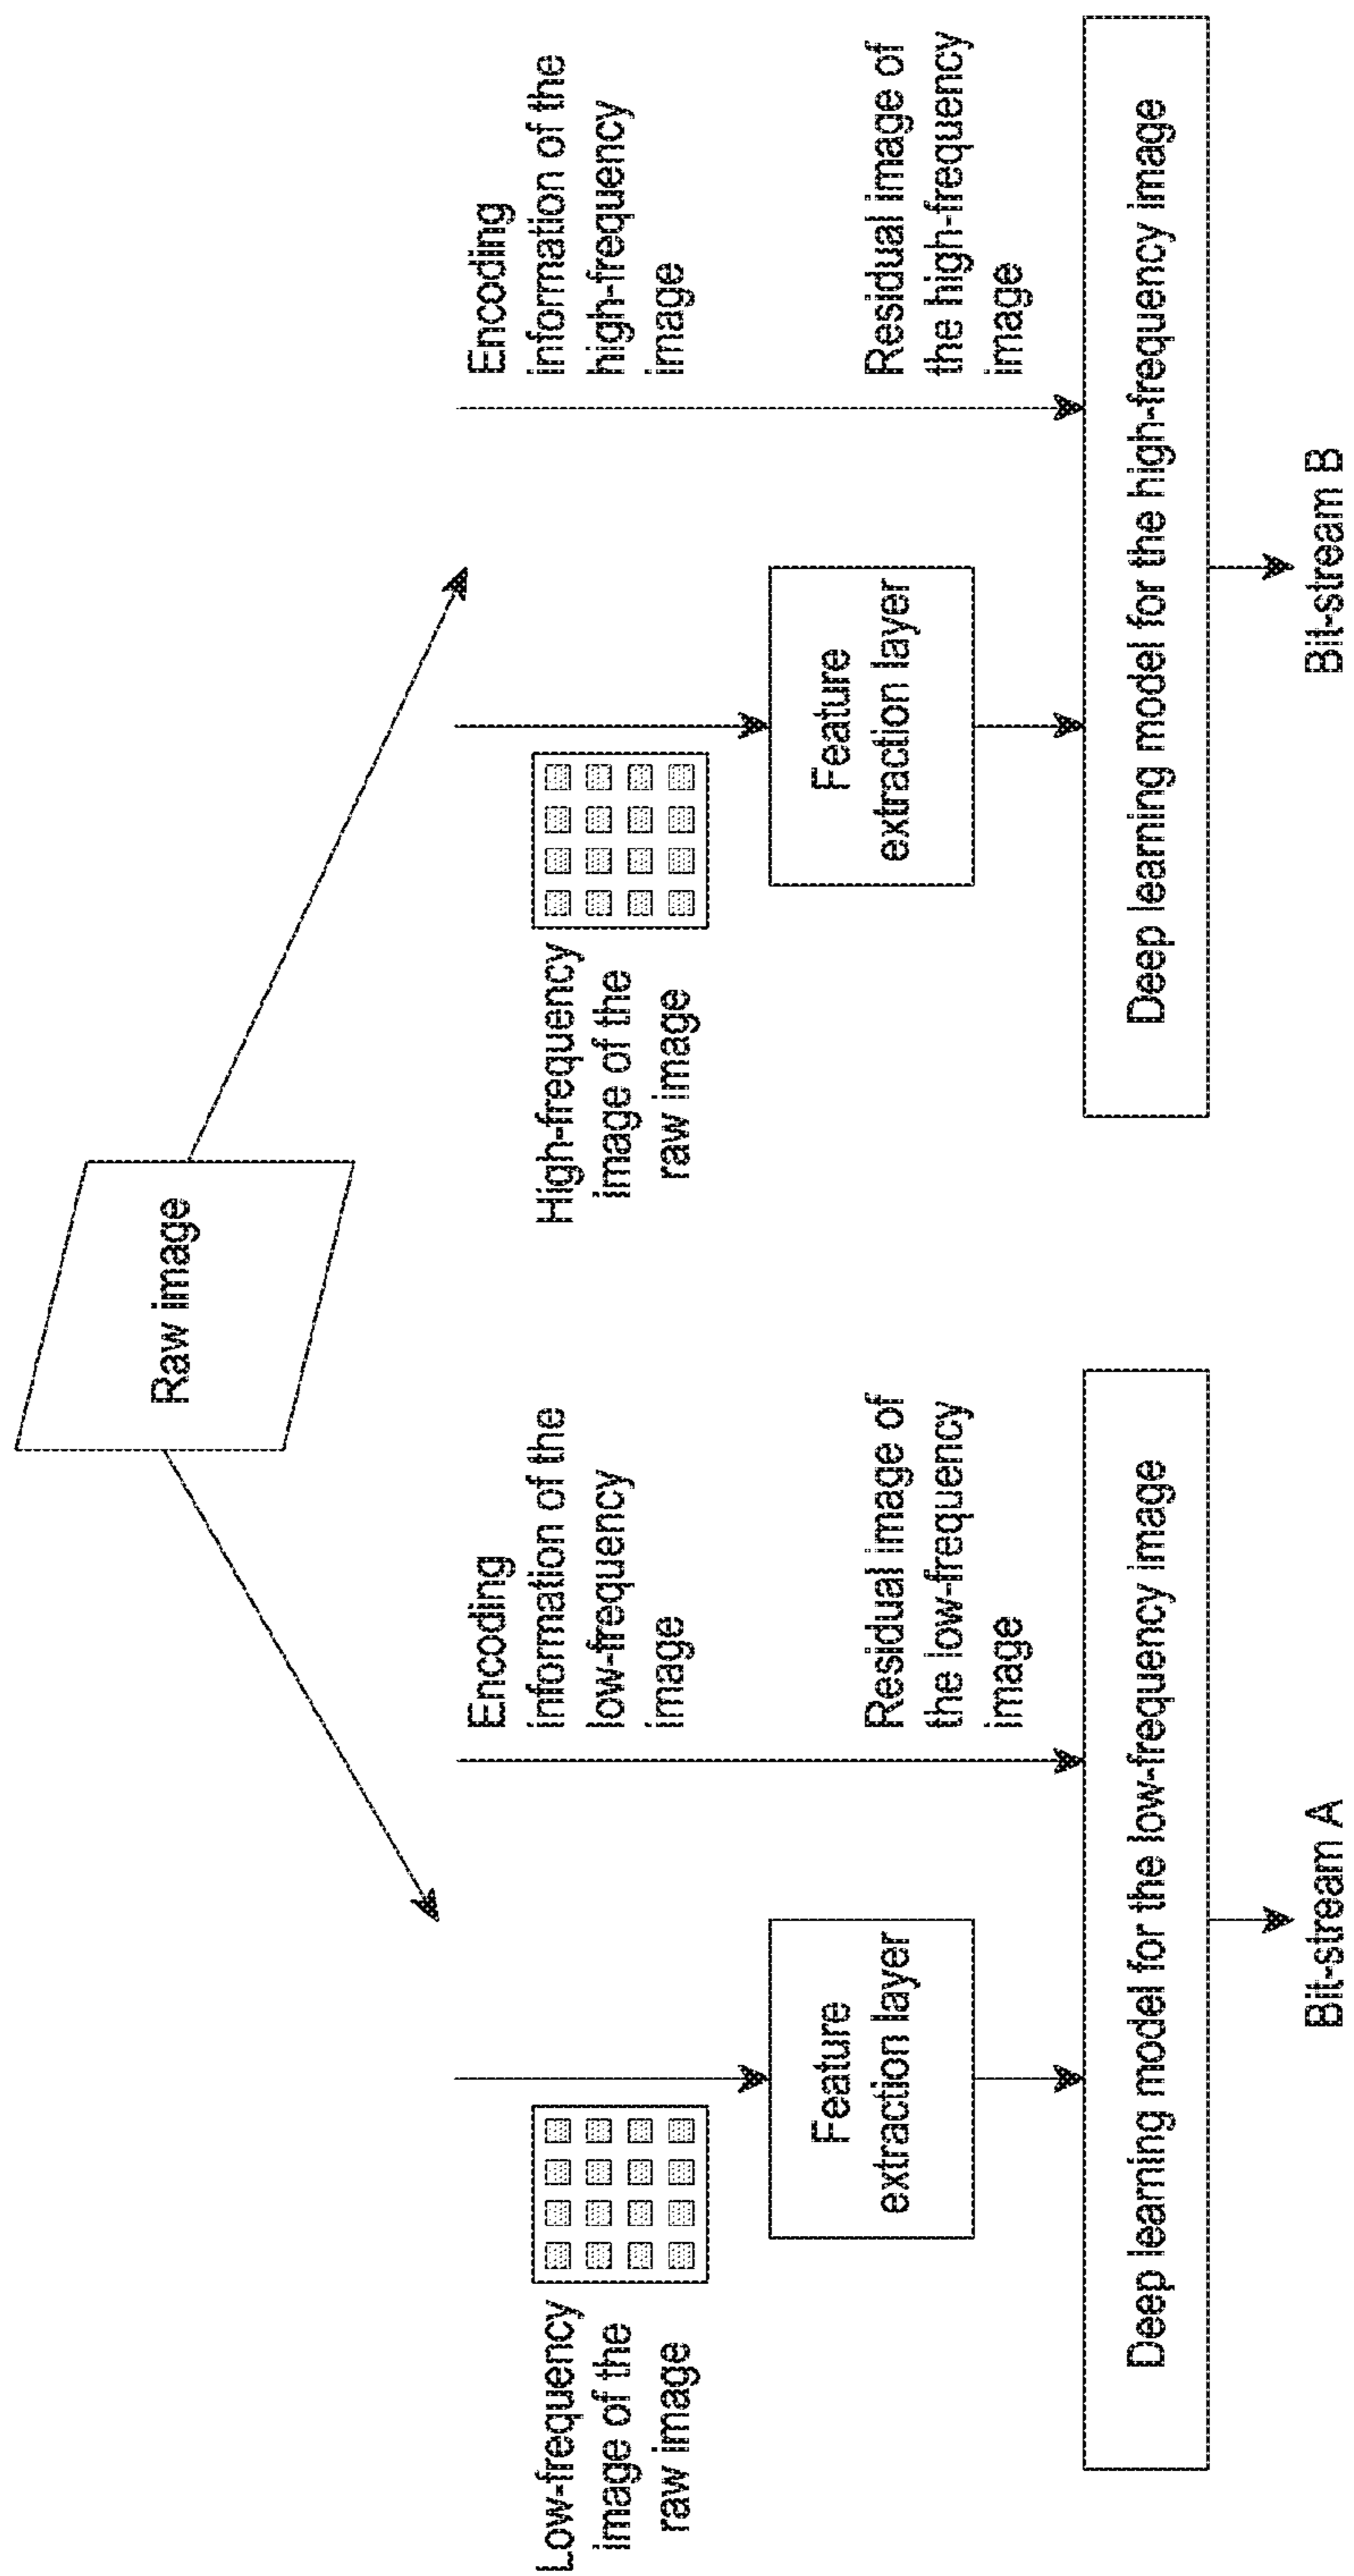 Raw image
Low-frequency
image of the
raw image
Encoding
information of the
low-frequency
image
Feature
extraction layer
Residual image of
the low-frequency
image
Deep learning model for the low-frequency image
Bit-stream A
High-frequency
image of the
raw image
Encoding
information of the
high-frequency
image
Feature
extraction layer
Residual image of
the high-frequency
image
Deep learning model for the high-frequency image
Bit-stream B